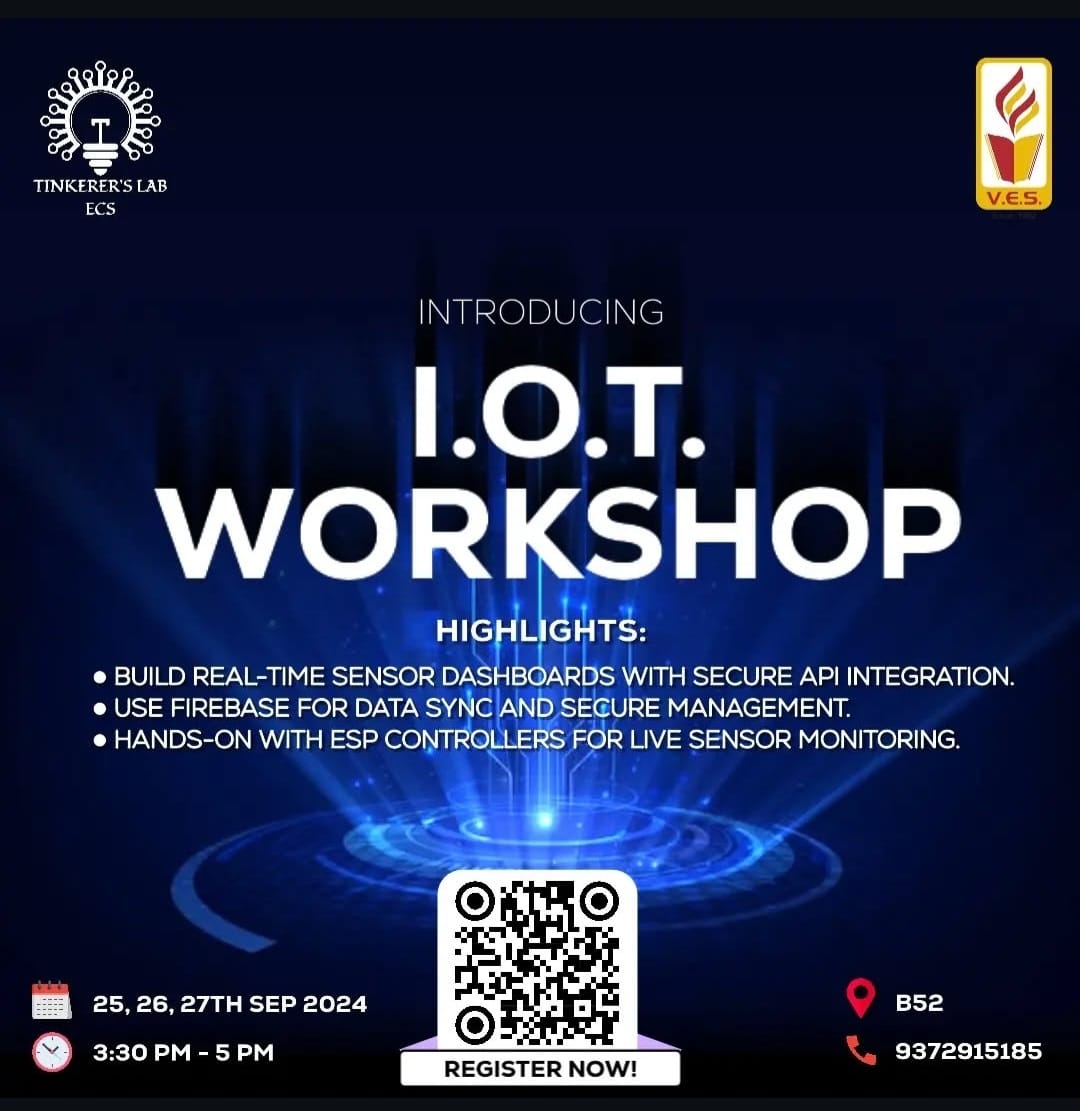 TINKERER'S LAB
ECS
V.E.S.
INTRODUCING
I.O.T.
WORKSHOP
HIGHLIGHTS:
● BUILD REAL-TIME SENSOR DASHBOARDS WITH SECURE API INTEGRATION.
● USE FIREBASE FOR DATA SYNC AND SECURE MANAGEMENT.
● HANDS-ON WITH ESP CONTROLLERS FOR LIVE SENSOR MONITORING.
25, 26, 27TH SEP 2024
3:30 PM - 5 PM
REGISTER NOW!
B52
9372915185